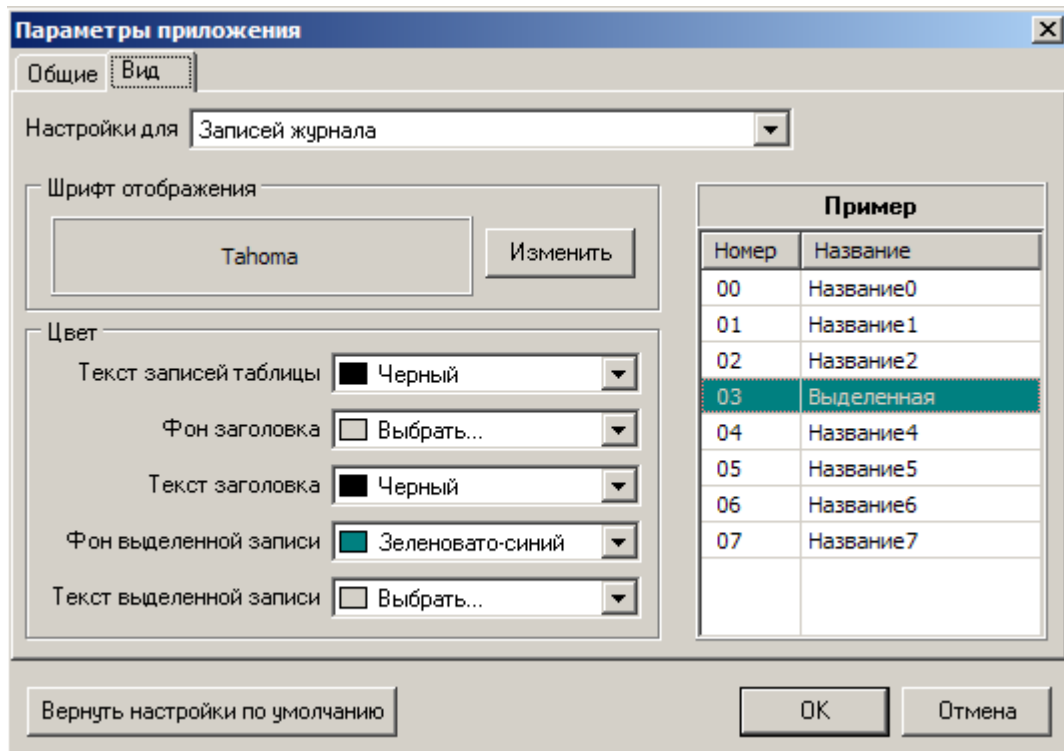 Параметры приложения
Общие Вид
Настройки для Записей журнала
Шрифт отображения
Tahoma Изменить
Цвет
Текст записей таблицы Черный
Фон заголовка Выбрать...
Текст заголовка Черный
Фон выделенной записи Зеленовато-синий
Текст выделенной записи Выбрать...
Пример
Номер Название
00 Название0
01 Название1
02 Название2
03 Выделенная
04 Название4
05 Название5
06 Название6
07 Название7
Вернуть настройки по умолчанию OK Отмена